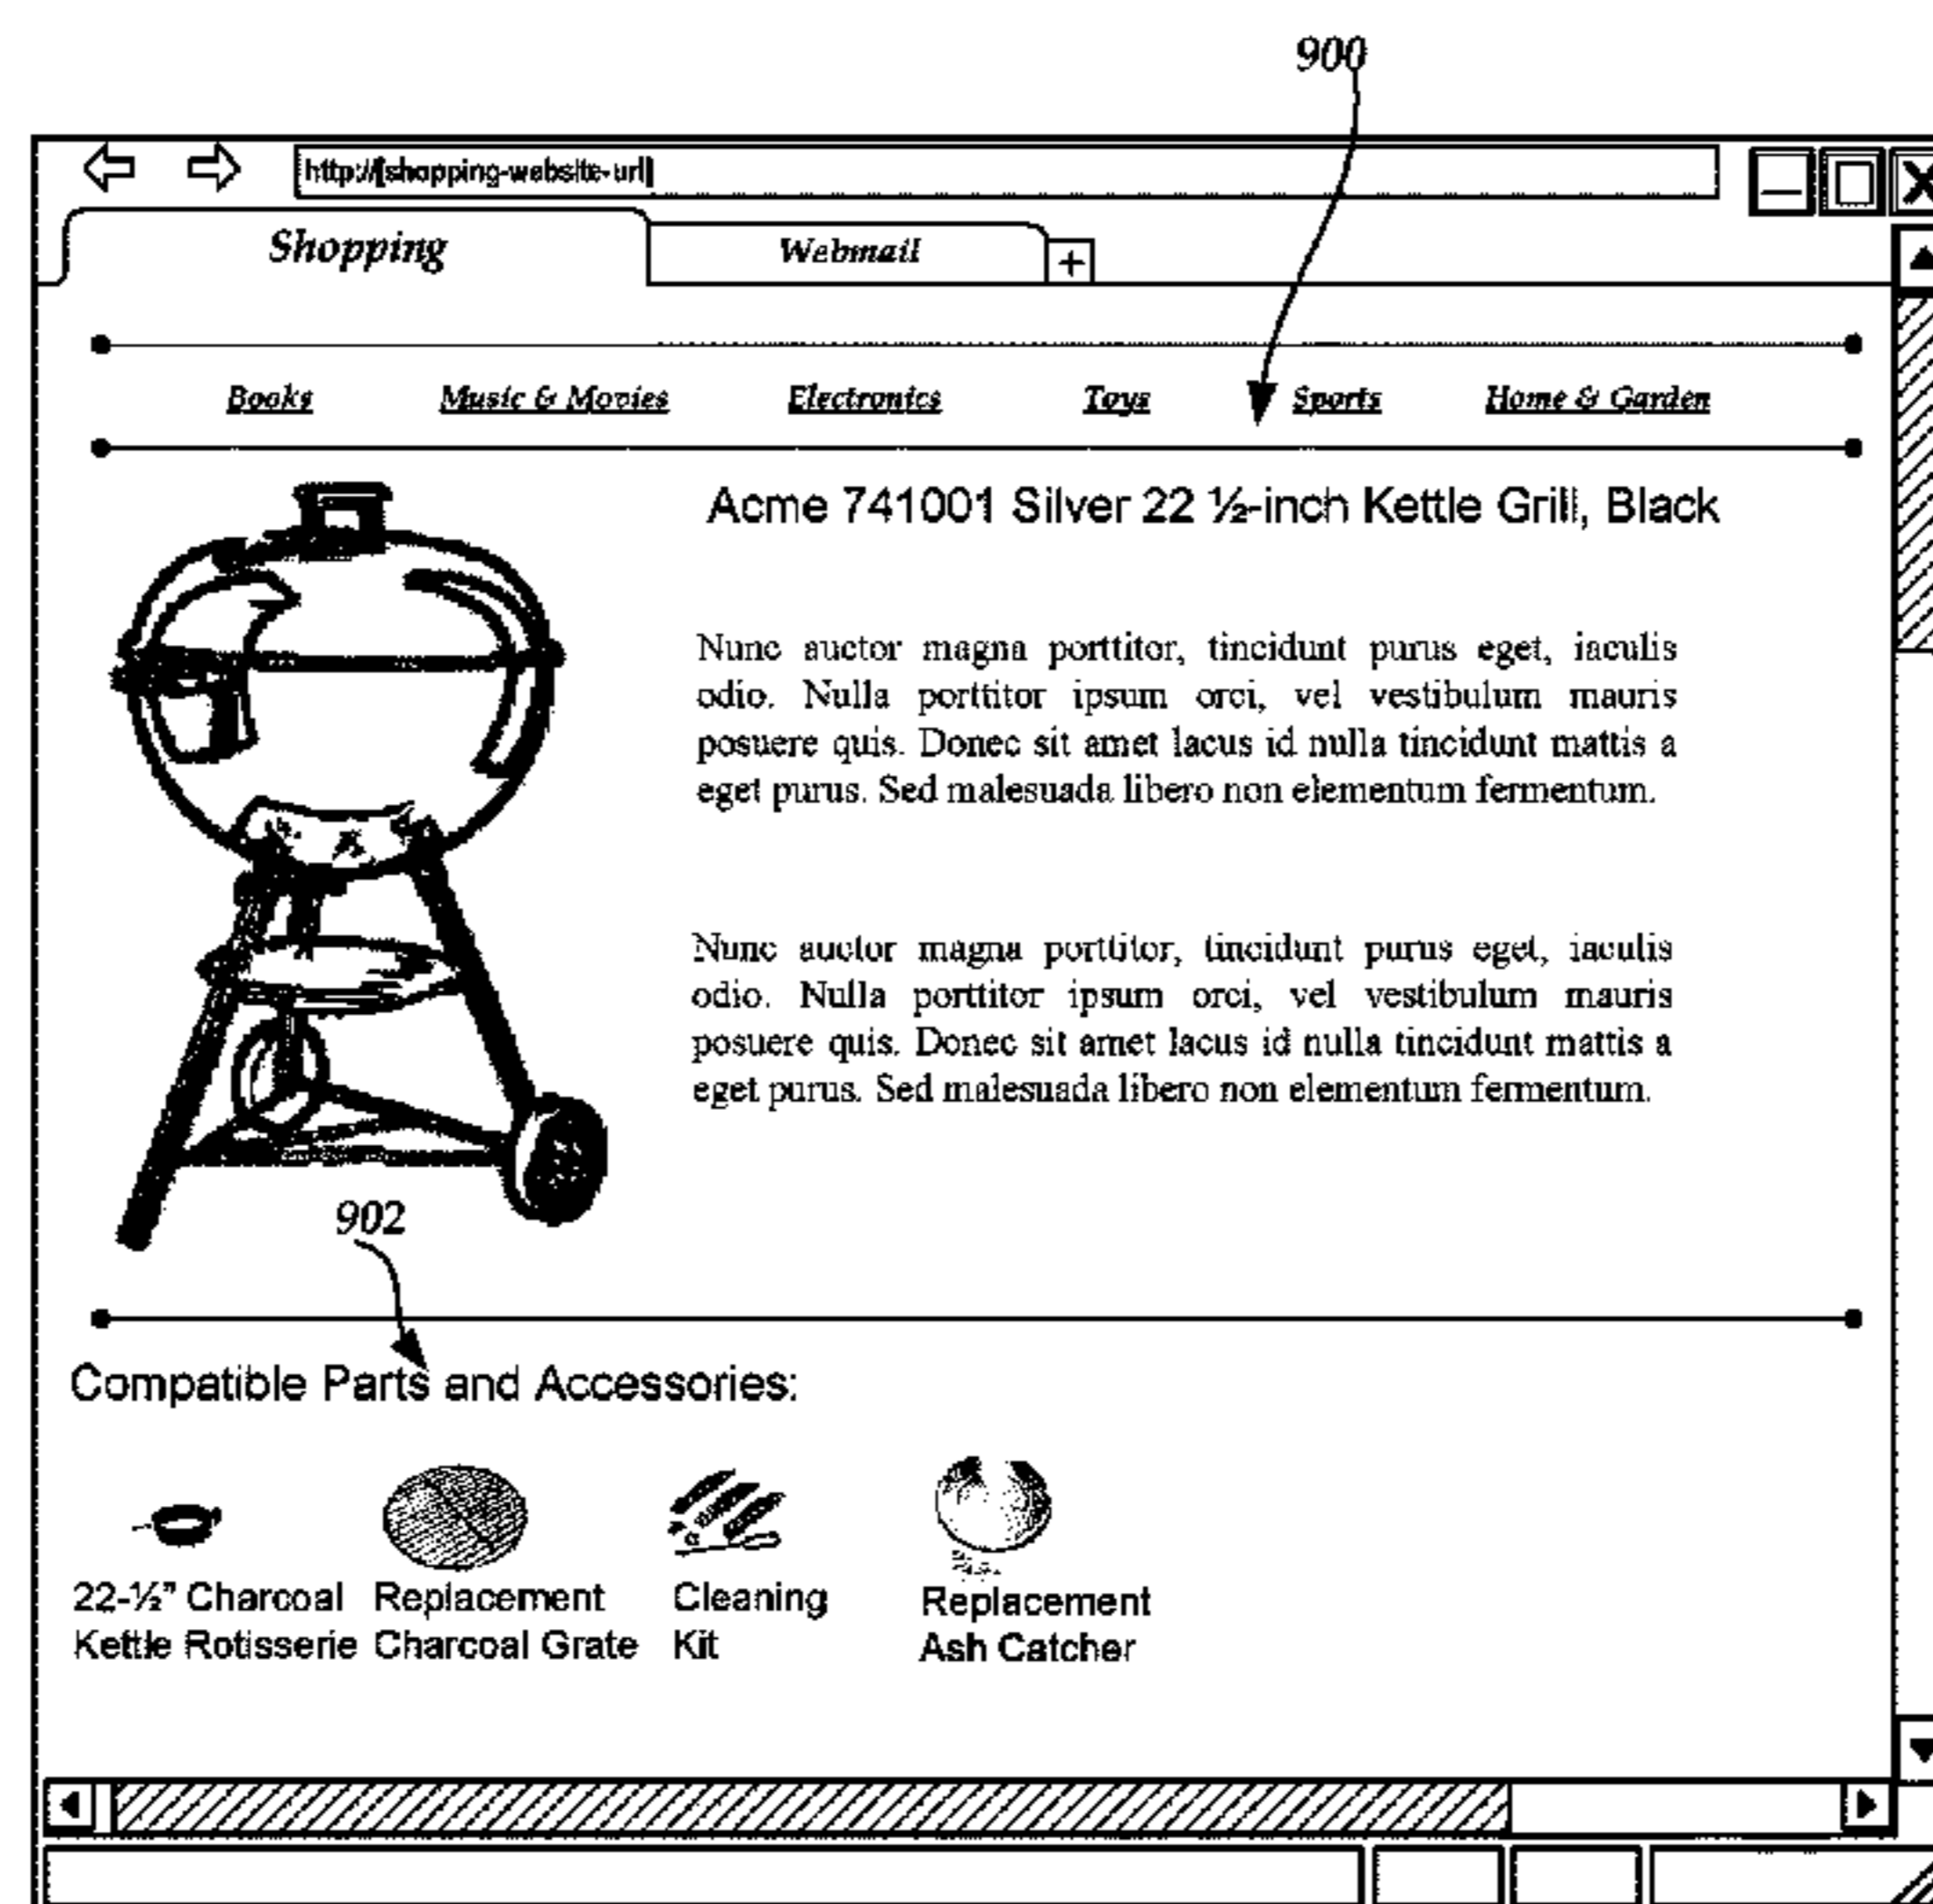 900
http://[shopping-website-url]
Shopping Webmail +
Books Music & Movies Electronics Toys Sports Home & Garden
Acme 741001 Silver 22 ½-inch Kettle Grill, Black
Nunc auctor magna porttitor, tincidunt purus eget, iaculis
odio. Nulla porttitor ipsum orci, vel vestibulum mauris
posuere quis. Donec sit amet lacus id nulla tincidunt mattis a
eget purus. Sed malesuada libero non elementum fermentum.
Nunc auctor magna porttitor, tincidunt purus eget, iaculis
odio. Nulla porttitor ipsum orci, vel vestibulum mauris
posuere quis. Donec sit amet lacus id nulla tincidunt mattis a
eget purus. Sed malesuada libero non elementum fermentum.
902
Compatible Parts and Accessories:
22-½" Charcoal
Kettle Rotisserie
Replacement
Charcoal Grate
Cleaning
Kit
Replacement
Ash Catcher